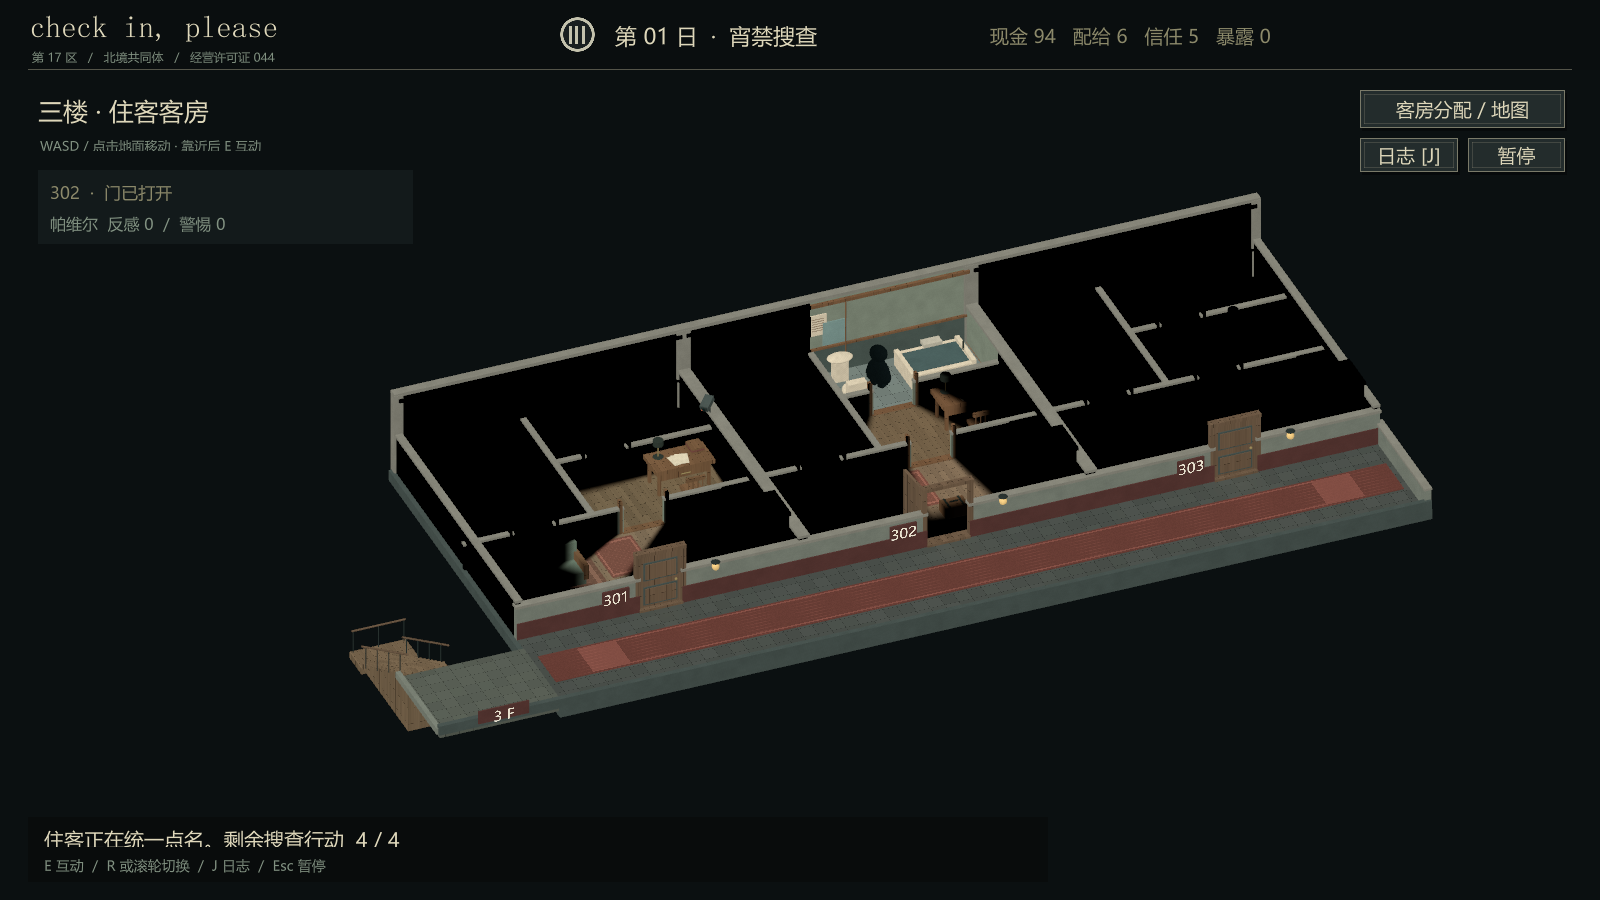 check in, please
第 17 区 / 北境共同体 / 经营许可证 044
第 01 日 · 宵禁搜查
现金 94 配给 6 信任 5 暴露 0
三楼 · 住客客房
WASD / 点击地面移动 · 靠近后 E 互动
302 · 门已打开
帕维尔 反感 0 / 警惕 0
客房分配 / 地图
日志 [J]
暂停
303
302
301
3 F
住客正在统一点名。剩余搜查行动 4 / 4
E 互动 / R 或滚轮切换 / J 日志 / Esc 暂停